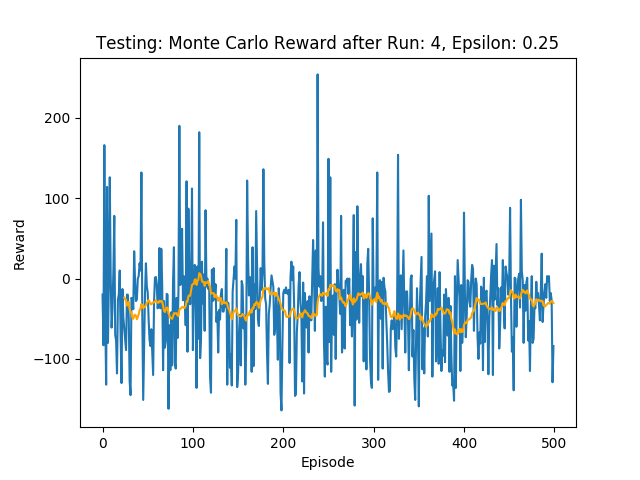 Testing: Monte Carlo Reward after Run: 4, Epsilon: 0.25
200
100
0
−100
Reward
0 100 200 300 400 500
Episode